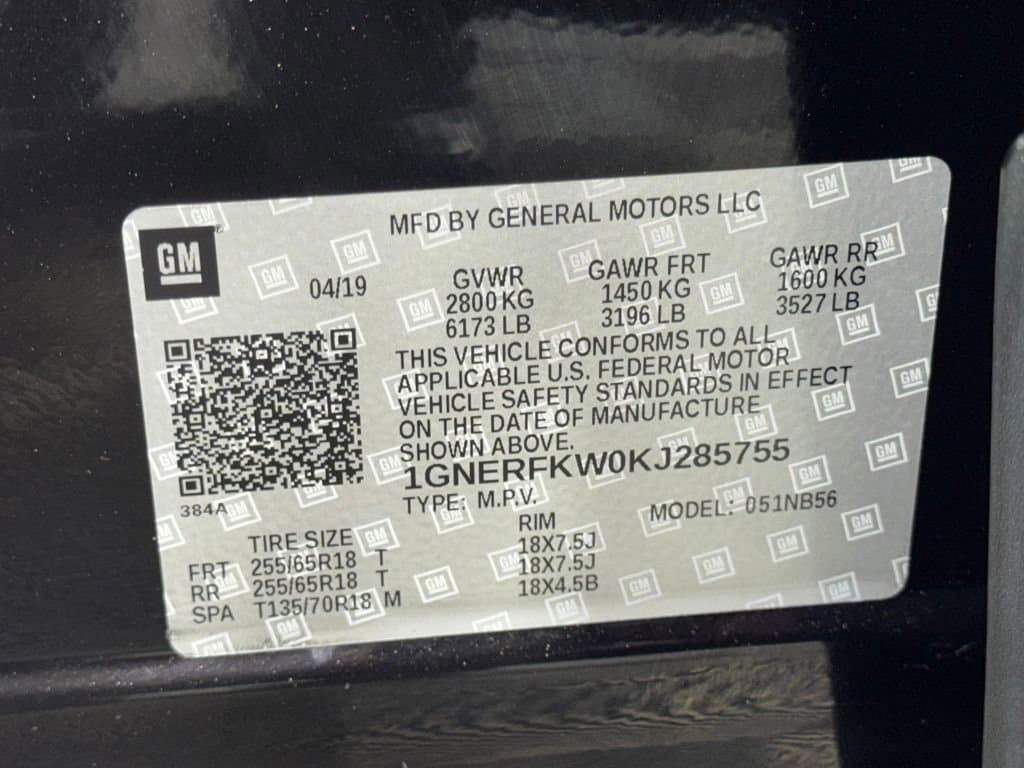 MFD BY GENERAL MOTORS LLC
GM
04/19
GVWR GAWR FRT GAWR RR
2800 KG 1450 KG 1600 KG
6173 LB 3196 LB 3527 LB
THIS VEHICLE CONFORMS TO ALL
APPLICABLE U.S. FEDERAL MOTOR
VEHICLE SAFETY STANDARDS IN EFFECT
ON THE DATE OF MANUFACTURE
SHOWN ABOVE.
1GNERFKW0KJ285755
TYPE: M.P.V. MODEL: 051NB56
384A
TIRE SIZE RIM
FRT 255/65R18 T 18X7.5J
RR 255/65R18 T 18X7.5J
SPA T135/70R18 M 18X4.5B